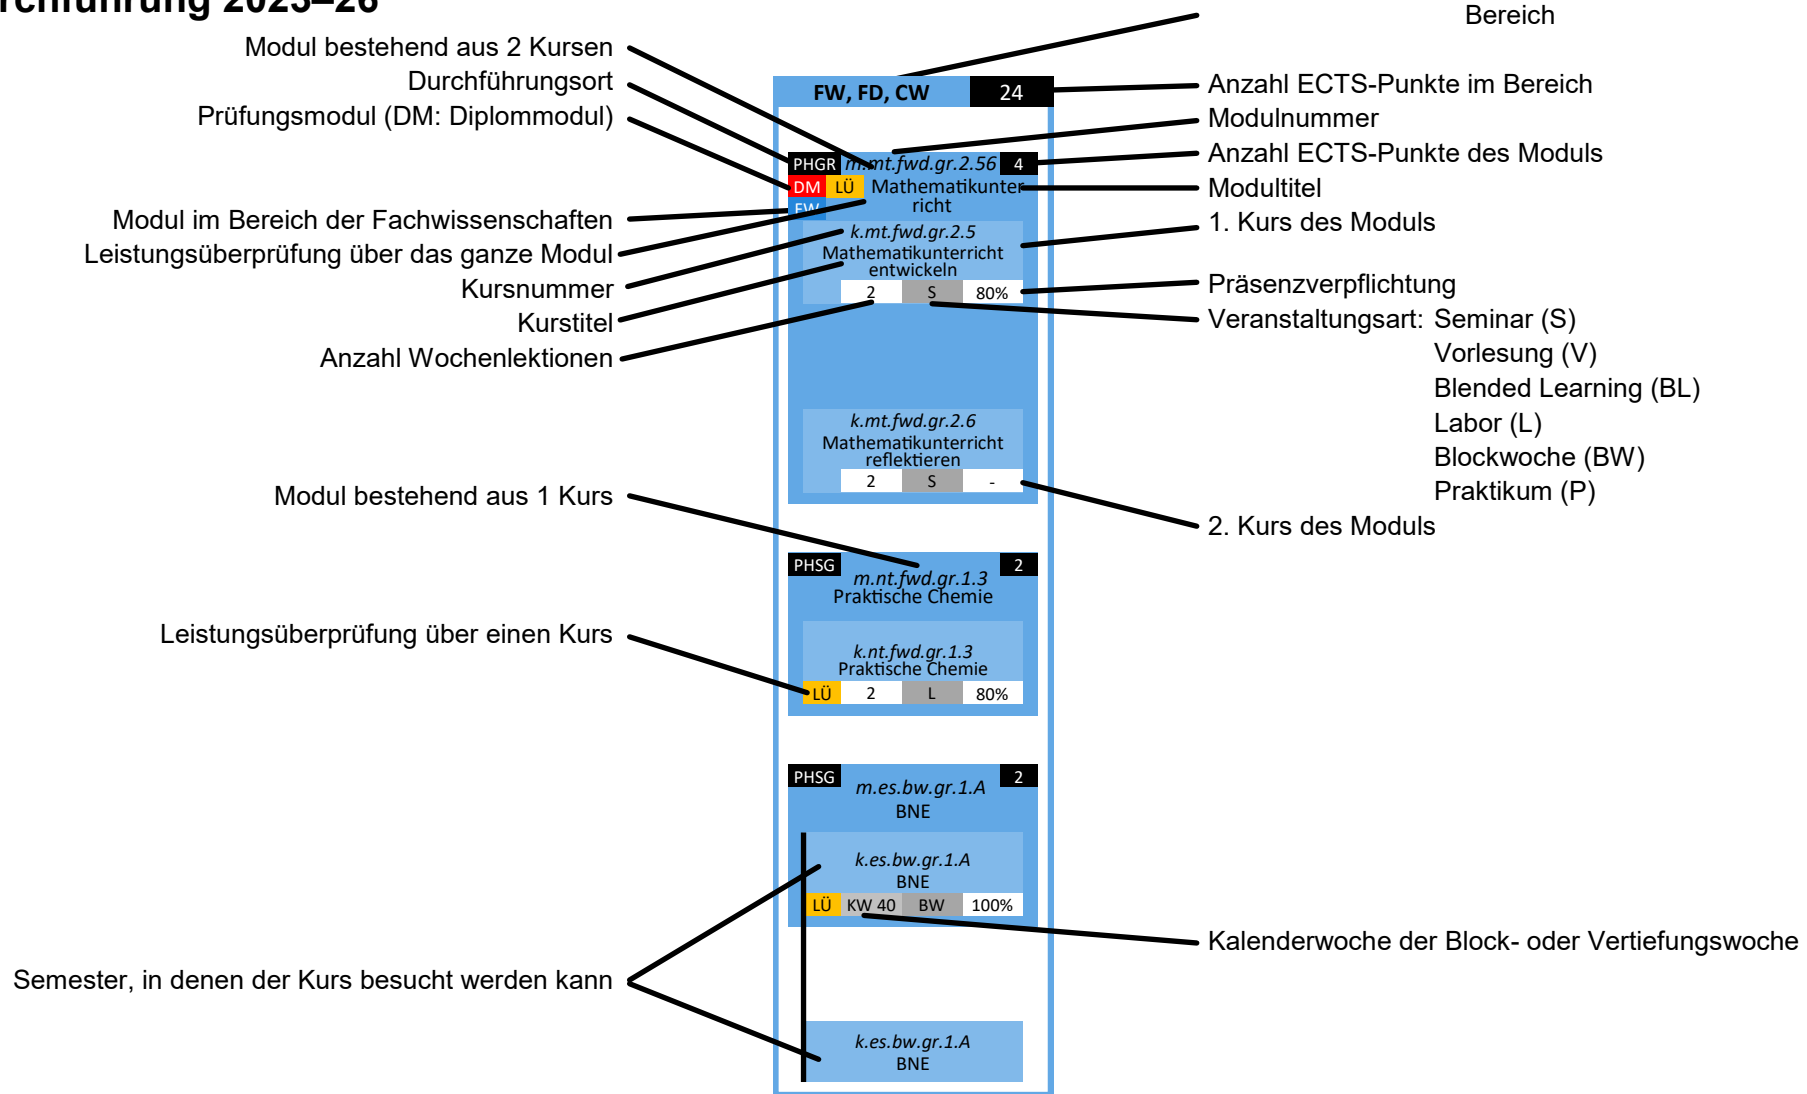 rchführung 2023–26
Bereich
Modul bestehend aus 2 Kursen
Durchführungsort
Prüfungsmodul (DM: Diplommodul)
Modul im Bereich der Fachwissenschaften
Leistungsüberprüfung über das ganze Modul
Kursnummer
Kurstitel
Anzahl Wochenlektionen
Modul bestehend aus 1 Kurs
Leistungsüberprüfung über einen Kurs
Semester, in denen der Kurs besucht werden kann
FW, FD, CW 24
PHGR m.mt.fwd.gr.2.56 4
DM LÜ Mathematikunter
FW richt
k.mt.fwd.gr.2.5
Mathematikunterricht
entwickeln
2 S 80%
k.mt.fwd.gr.2.6
Mathematikunterricht
reflektieren
2 S -
PHSG 2
m.nt.fwd.gr.1.3
Praktische Chemie
k.nt.fwd.gr.1.3
Praktische Chemie
LÜ 2 L 80%
PHSG 2
m.es.bw.gr.1.A
BNE
k.es.bw.gr.1.A
BNE
LÜ KW 40 BW 100%
k.es.bw.gr.1.A
BNE
Anzahl ECTS-Punkte im Bereich
Modulnummer
Anzahl ECTS-Punkte des Moduls
Modultitel
1. Kurs des Moduls
Präsenzverpflichtung
Veranstaltungsart: Seminar (S)
Vorlesung (V)
Blended Learning (BL)
Labor (L)
Blockwoche (BW)
Praktikum (P)
2. Kurs des Moduls
Kalenderwoche der Block- oder Vertiefungswoche